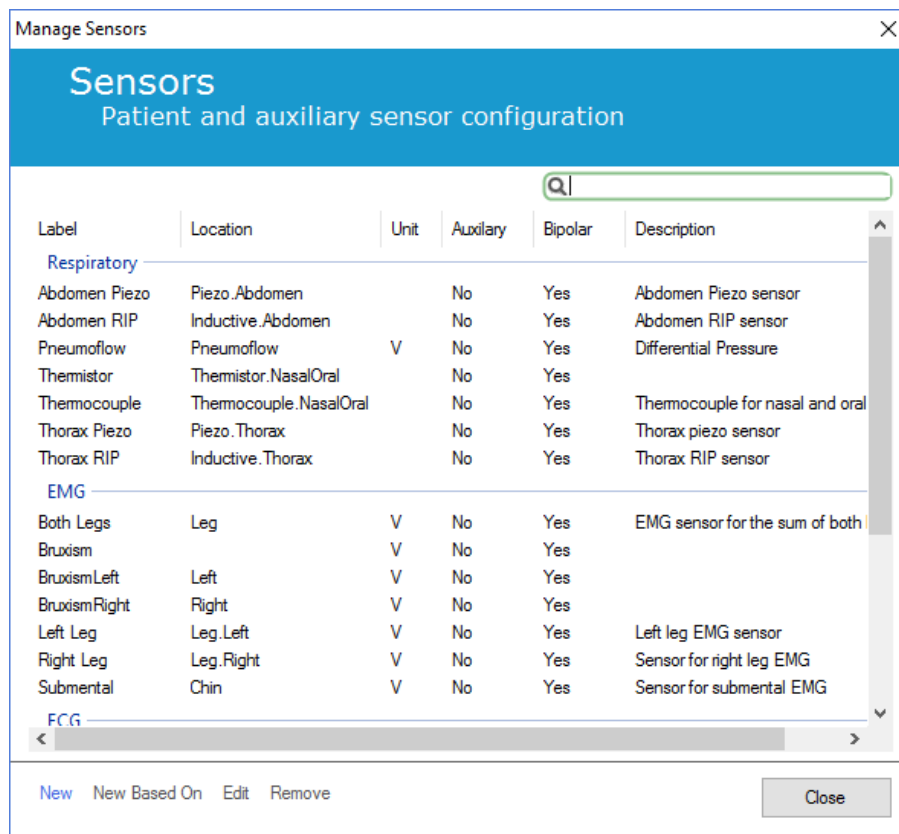 Manage Sensors
Sensors
Patient and auxiliary sensor configuration
Label Location Unit Auxilary Bipolar Description
Respiratory
Abdomen Piezo Piezo.Abdomen No Yes Abdomen Piezo sensor
Abdomen RIP Inductive.Abdomen No Yes Abdomen RIP sensor
Pneumoflow Pneumoflow V No Yes Differential Pressure
Thermistor Thermistor.NasalOral No Yes
Thermocouple Thermocouple.NasalOral No Yes Thermocouple for nasal and oral
Thorax Piezo Piezo.Thorax No Yes Thorax piezo sensor
Thorax RIP Inductive.Thorax No Yes Thorax RIP sensor
EMG
Both Legs Leg V No Yes EMG sensor for the sum of both
Bruxism V No Yes
BruxismLeft Left V No Yes
BruxismRight Right V No Yes
Left Leg Leg.Left V No Yes Left leg EMG sensor
Right Leg Leg.Right V No Yes Sensor for right leg EMG
Submental Chin V No Yes Sensor for submental EMG
ECG
New New Based On Edit Remove Close